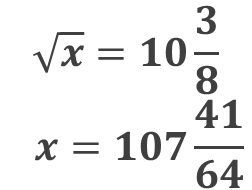 √x = 10 3/8
x = 107 41/64